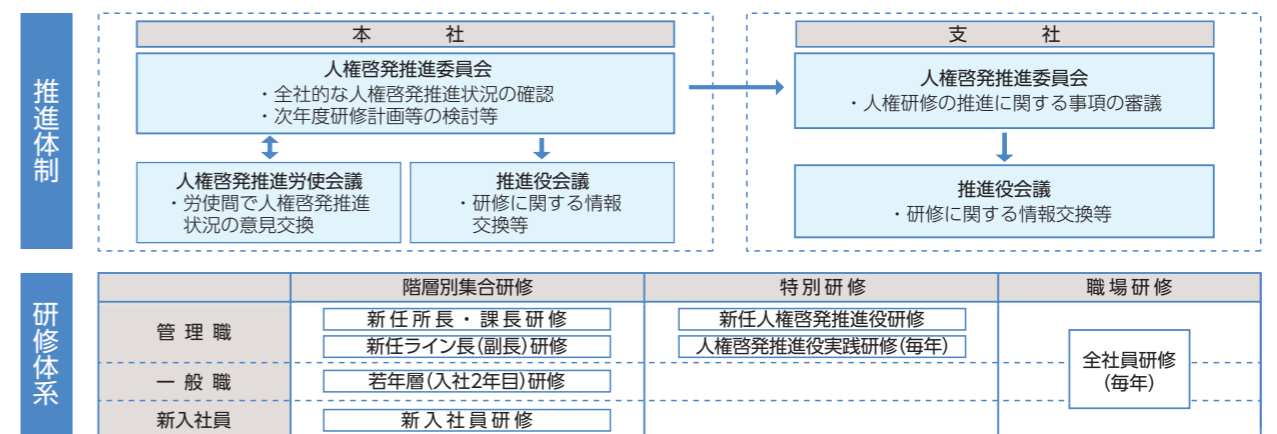 推進体制
本社
人権啓発推進委員会
・全社的な人権啓発推進状況の確認
・次年度研修計画等の検討等
人権啓発推進労使会議
・労使間で人権啓発推進
状況の意見交換
推進役会議
・研修に関する情報
交換等
支社
人権啓発推進委員会
・人権研修の推進に関する事項の審議
推進役会議
・研修に関する情報交換等
研修体系
階層別集合研修
特別研修
職場研修
管理職
新任所長・課長研修
新任ライン長(副長)研修
新任人権啓発推進役研修
人権啓発推進役実践研修(毎年)
全社員研修
(毎年)
一般職
若年層(入社2年目)研修
新入社員
新入社員研修